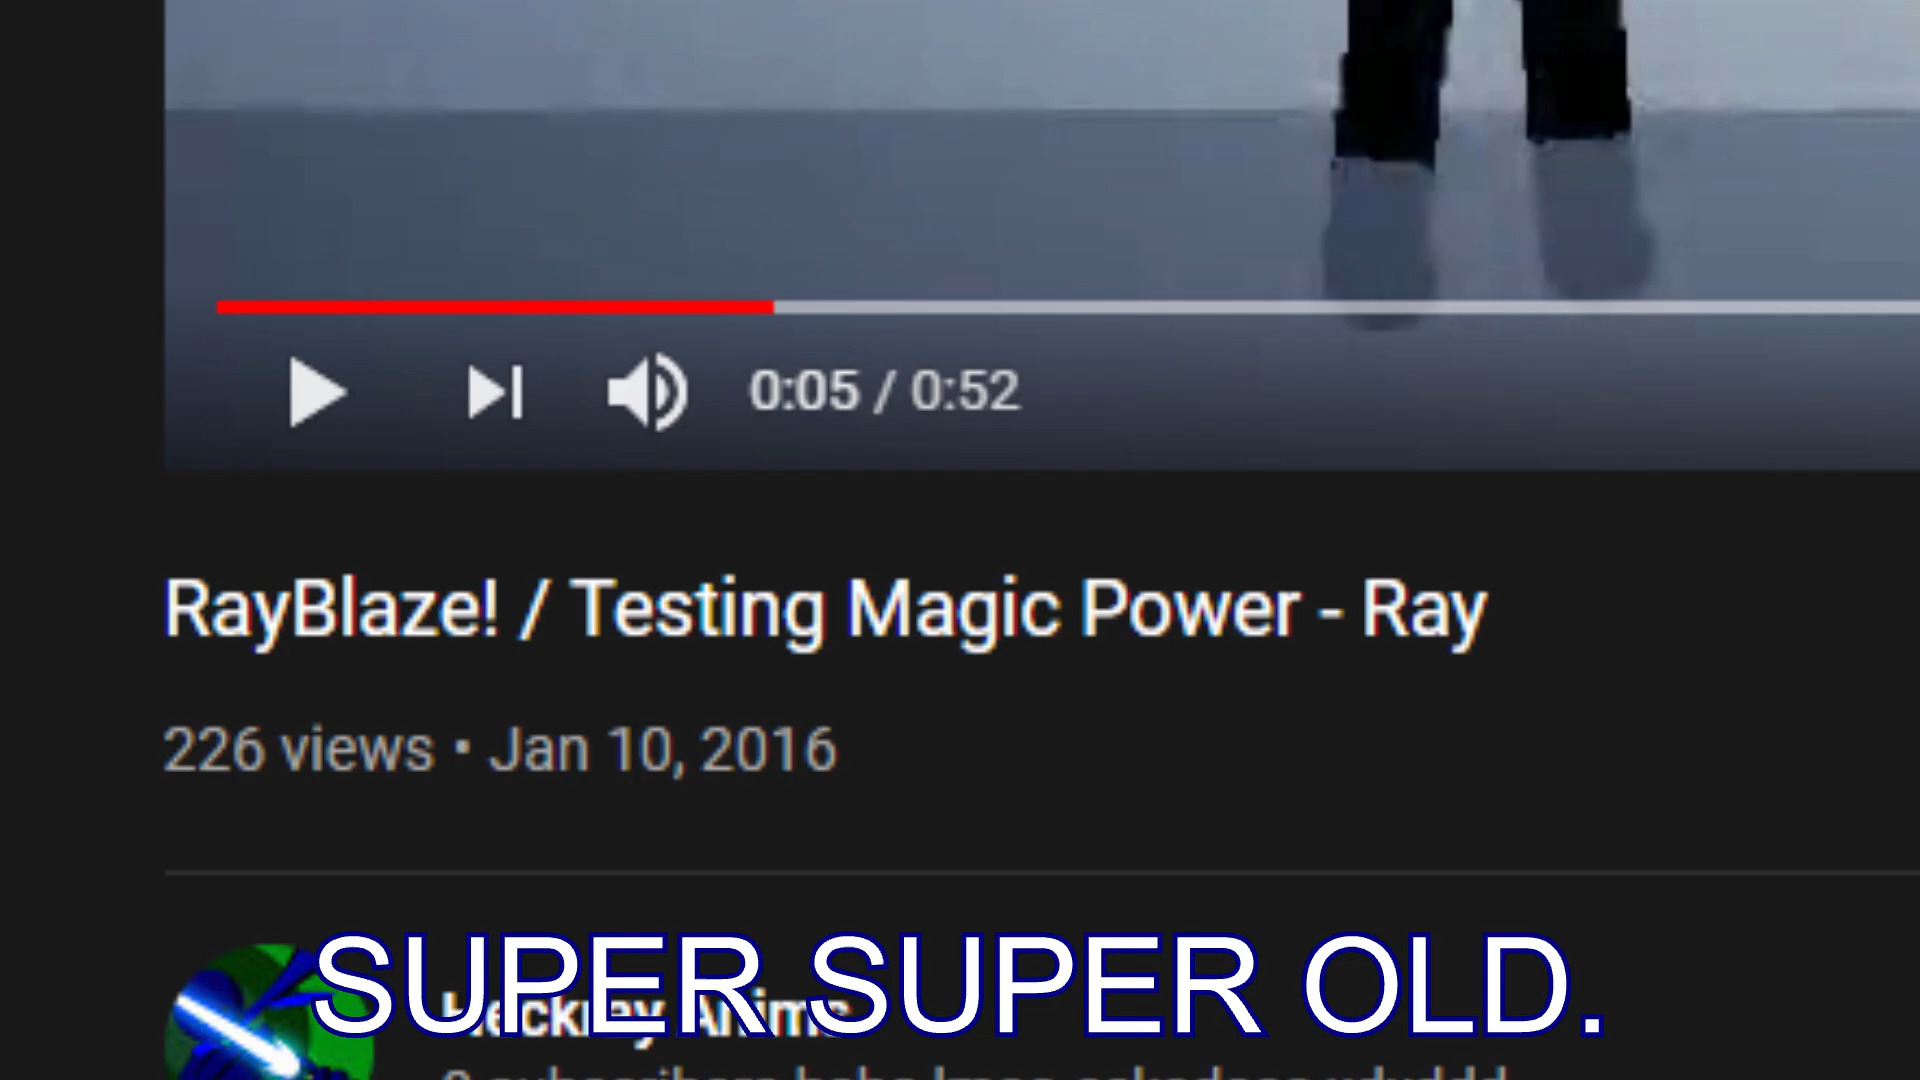 0:05 / 0:52
RayBlaze! / Testing Magic Power - Ray
226 views • Jan 10, 2016
SUPER SUPER OLD.